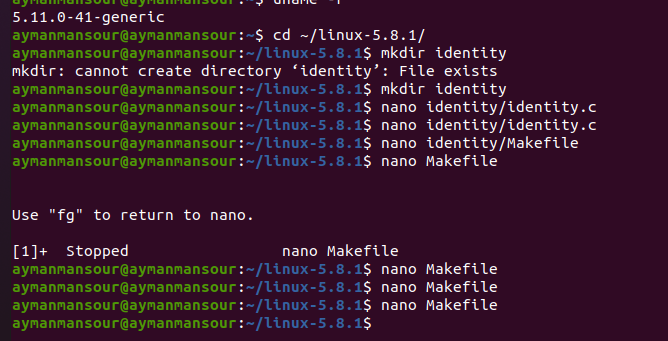 5.11.0-41-generic
aymanmansour@aymanmansour:~$ cd ~/linux-5.8.1/
aymanmansour@aymanmansour:~/linux-5.8.1$ mkdir identity
mkdir: cannot create directory ‘identity’: File exists
aymanmansour@aymanmansour:~/linux-5.8.1$ mkdir identity
aymanmansour@aymanmansour:~/linux-5.8.1$ nano identity/identity.c
aymanmansour@aymanmansour:~/linux-5.8.1$ nano identity/identity.c
aymanmansour@aymanmansour:~/linux-5.8.1$ nano identity/Makefile
aymanmansour@aymanmansour:~/linux-5.8.1$ nano Makefile
Use "fg" to return to nano.
[1]+  Stopped                 nano Makefile
aymanmansour@aymanmansour:~/linux-5.8.1$ nano Makefile
aymanmansour@aymanmansour:~/linux-5.8.1$ nano Makefile
aymanmansour@aymanmansour:~/linux-5.8.1$ nano Makefile
aymanmansour@aymanmansour:~/linux-5.8.1$